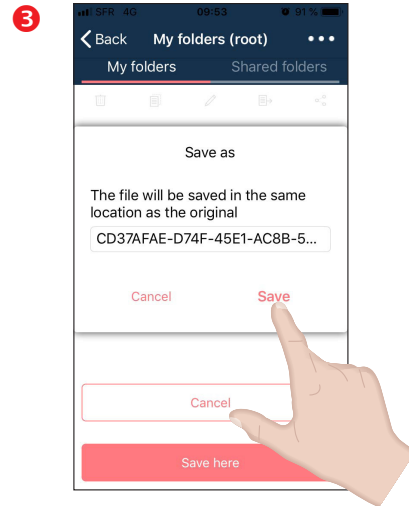 3
SFR 4G 09:53 91 %
Back My folders (root)
My folders Shared folders
Save as
The file will be saved in the same
location as the original
CD37AFAE-D74F-45E1-AC8B-5...
Cancel Save
Cancel
Save here